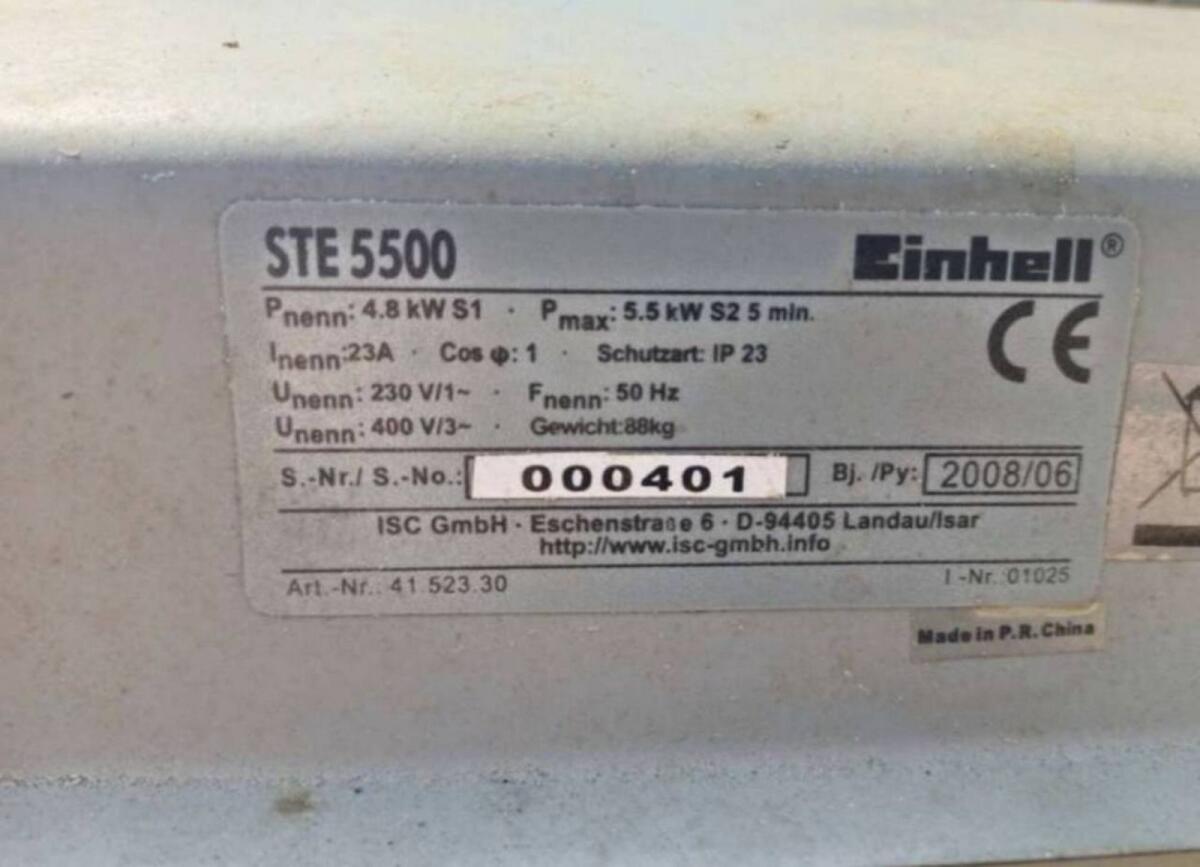 STE 5500 Einhell®
Pnenn: 4.8 kW S1 · Pmax: 5.5 kW S2 5 min.
Inenn:23A · Cos φ: 1 · Schutzart: IP 23
CE
Unenn: 230 V/1~ · Fnenn: 50 Hz
Unenn: 400 V/3~ · Gewicht:88kg
S.-Nr./ S.-No.: 000401 Bj. /Py: 2008/06
ISC GmbH · Eschenstraße 6 · D-94405 Landau/Isar
http://www.isc-gmbh.info
Art.-Nr.: 41.523.30 I -Nr.:01025
Made in P.R.China